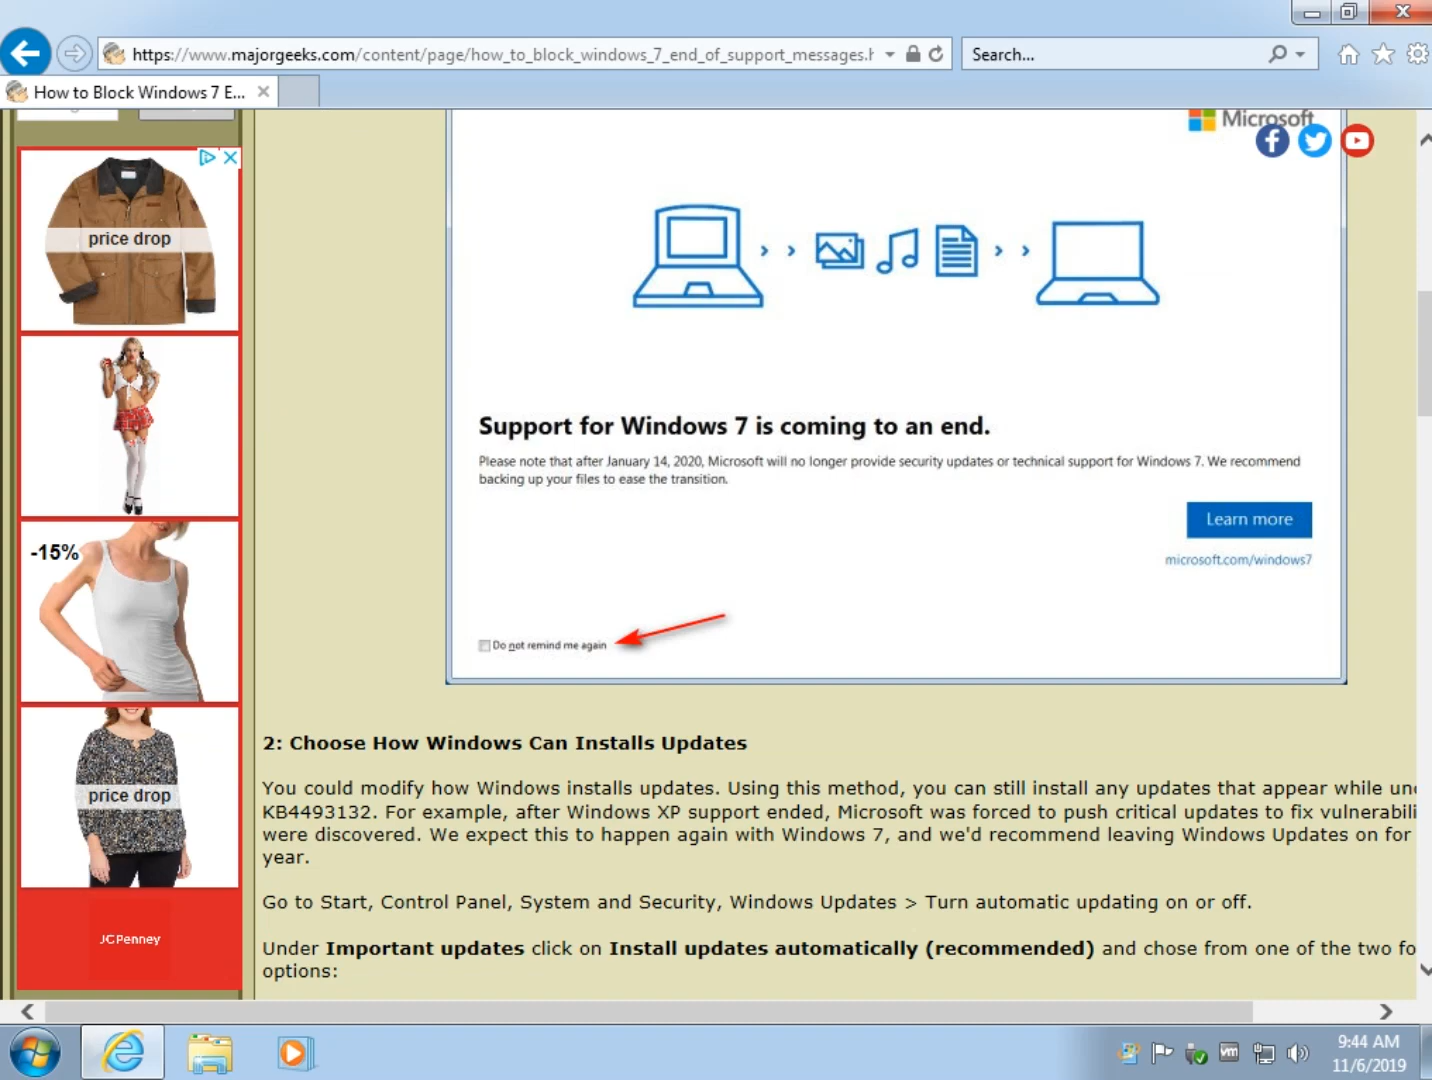 https://www.majorgeeks.com/content/page/how_to_block_windows_7_end_of_support_messages.h
Search...
How to Block Windows 7 E...
Microsoft
price drop
-15%
price drop
JCPenney
Support for Windows 7 is coming to an end.
Please note that after January 14, 2020, Microsoft will no longer provide security updates or technical support for Windows 7. We recommend
backing up your files to ease the transition.
Learn more
microsoft.com/windows7
Do not remind me again
2: Choose How Windows Can Installs Updates
You could modify how Windows installs updates. Using this method, you can still install any updates that appear while
KB4493132. For example, after Windows XP support ended, Microsoft was forced to push critical updates to fix vulnerabili
were discovered. We expect this to happen again with Windows 7, and we'd recommend leaving Windows Updates on for
year.
Go to Start, Control Panel, System and Security, Windows Updates > Turn automatic updating on or off.
Under Important updates click on Install updates automatically (recommended) and chose from one of the two fo
options:
vm
9:44 AM
11/6/2019